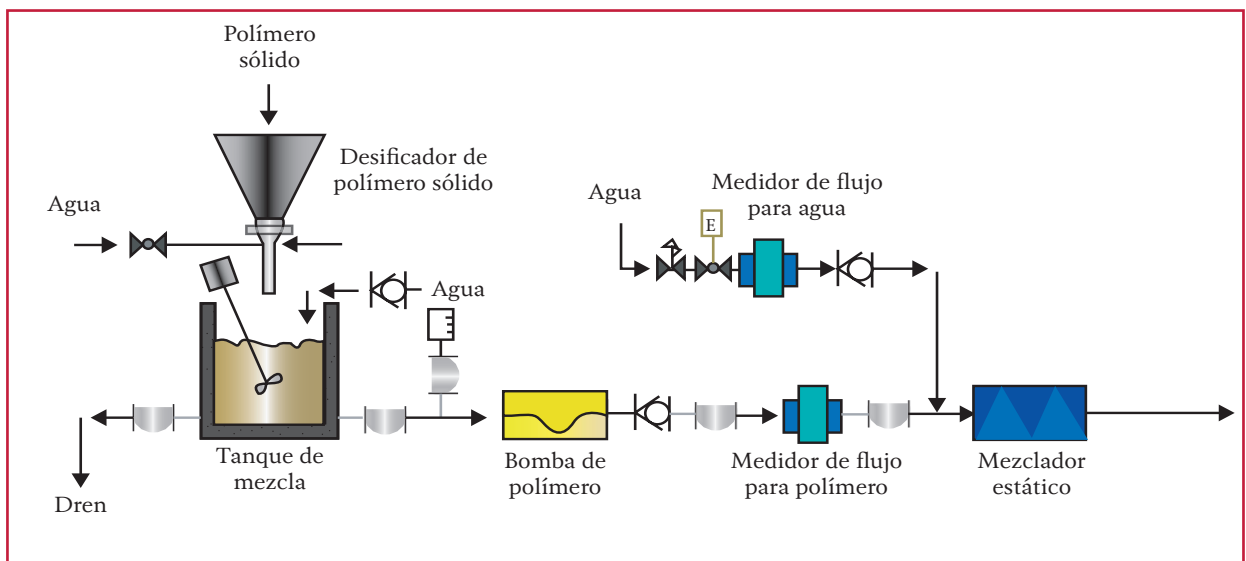 Polímero
sólido
Desificador de
polímero sólido
Agua
Agua
Agua
Medidor de flujo
para agua
E
Tanque de
mezcla
Dren
Bomba de
polímero
Medidor de flujo
para polímero
Mezclador
estático